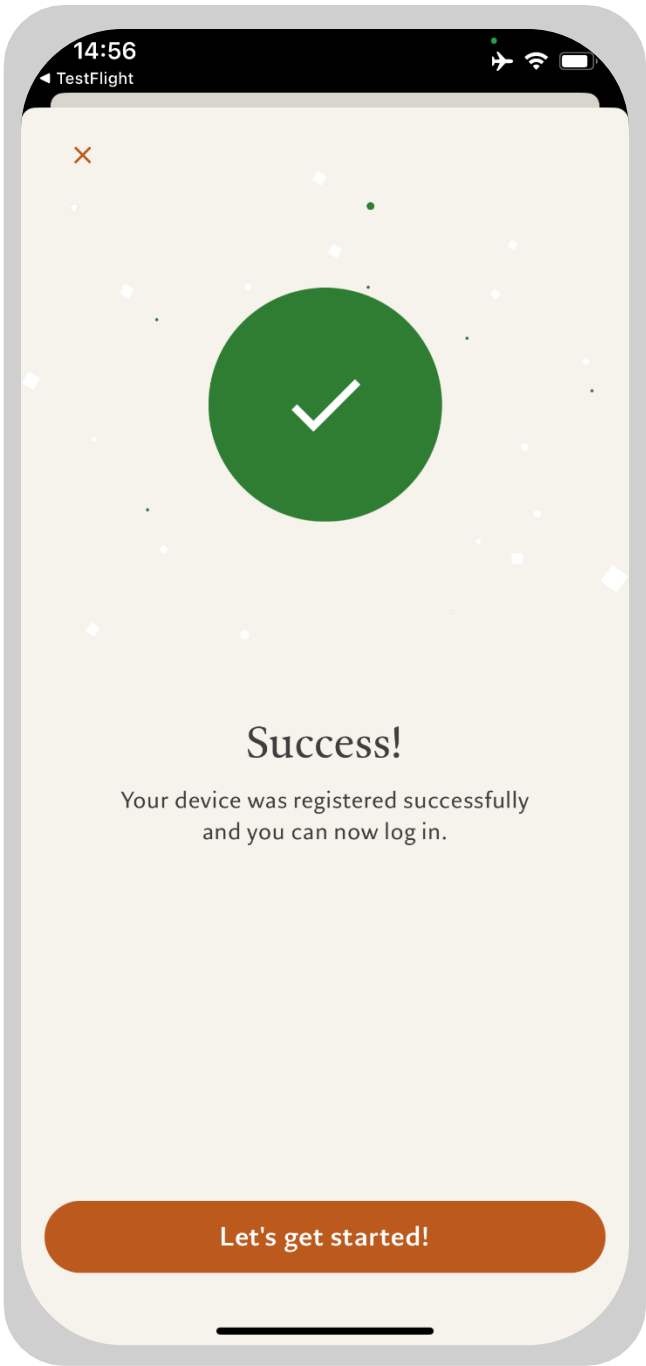 14:56
◀ TestFlight
Success!
Your device was registered successfully
and you can now log in.
Let's get started!